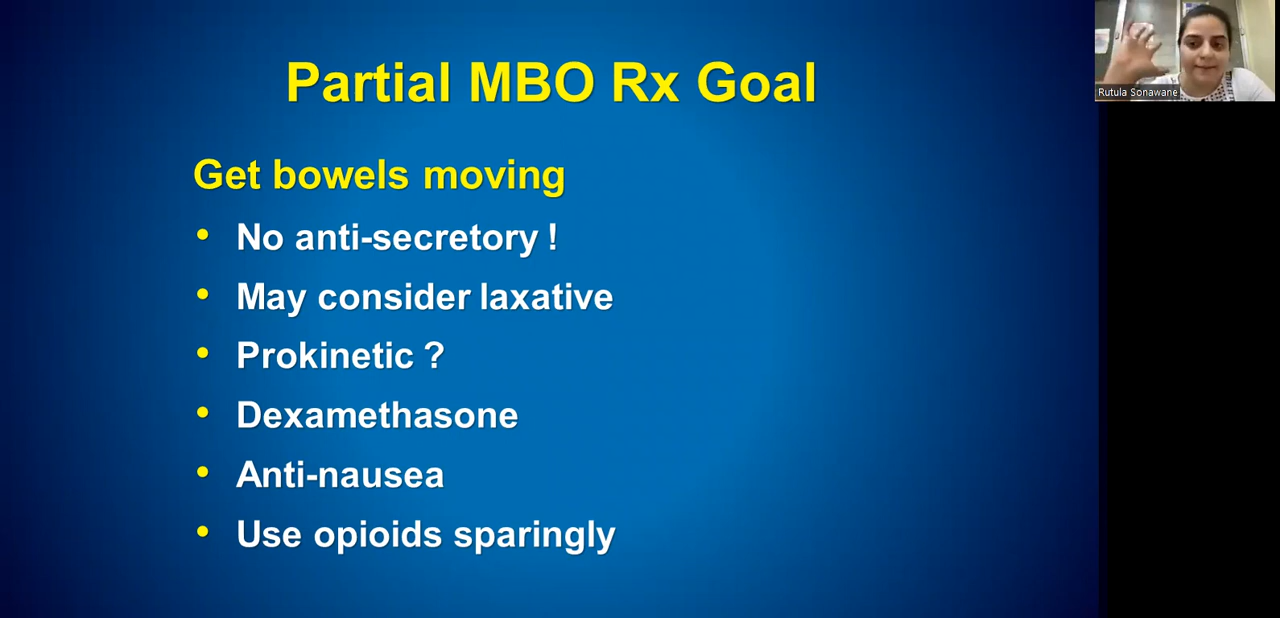 Partial MBO Rx Goal
Rutula Sonawane
Get bowels moving
• No anti-secretory !
• May consider laxative
• Prokinetic ?
• Dexamethasone
• Anti-nausea
• Use opioids sparingly